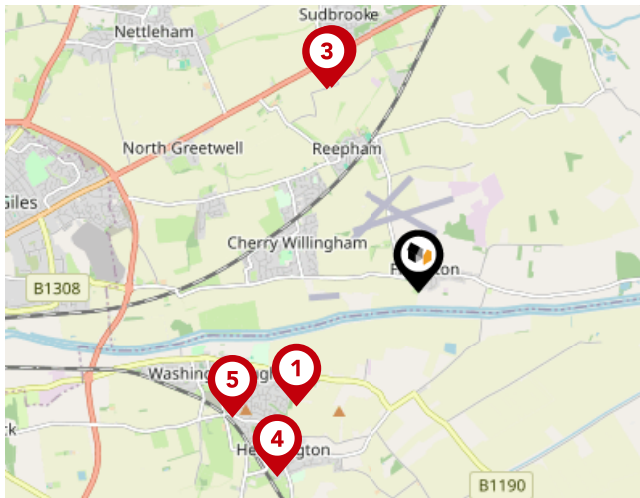 Sudbrooke
Nettleham
3
North Greetwell
Reepham
Cherry Willingham
B1308
5
1
4
B1190